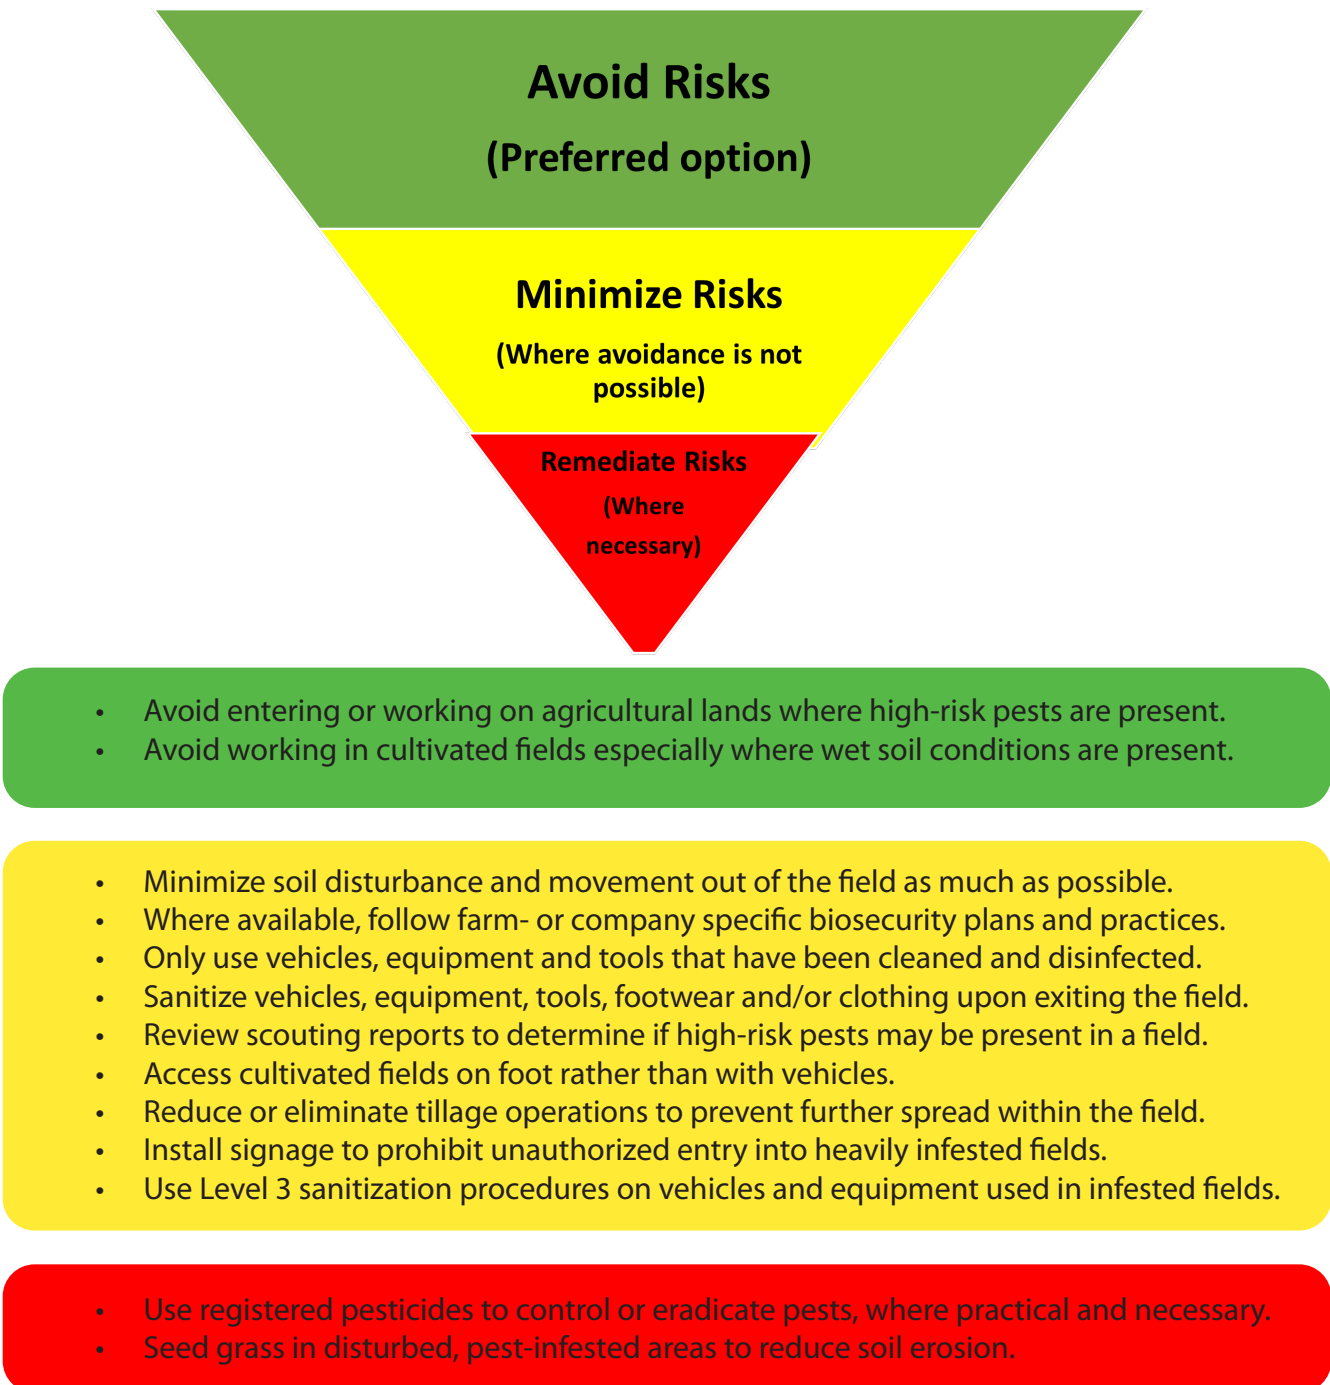 Avoid Risks
(Preferred option)
Minimize Risks
(Where avoidance is not
possible)
Remediate Risks
(Where
necessary)
• Avoid entering or working on agricultural lands where high-risk pests are present.
• Avoid working in cultivated fields especially where wet soil conditions are present.
• Minimize soil disturbance and movement out of the field as much as possible.
• Where available, follow farm- or company specific biosecurity plans and practices.
• Only use vehicles, equipment and tools that have been cleaned and disinfected.
• Sanitize vehicles, equipment, tools, footwear and/or clothing upon exiting the field.
• Review scouting reports to determine if high-risk pests may be present in a field.
• Access cultivated fields on foot rather than with vehicles.
• Reduce or eliminate tillage operations to prevent further spread within the field.
• Install signage to prohibit unauthorized entry into heavily infested fields.
• Use Level 3 sanitization procedures on vehicles and equipment used in infested fields.
• Use registered pesticides to control or eradicate pests, where practical and necessary.
• Seed grass in disturbed, pest-infested areas to reduce soil erosion.